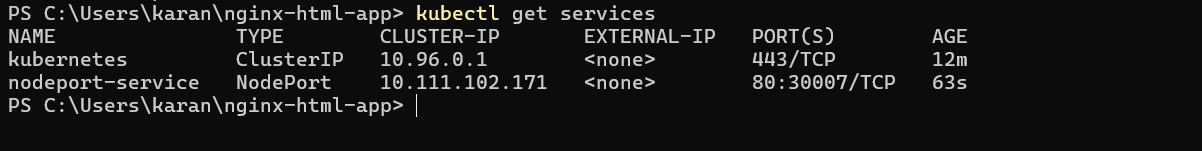 PS C:\Users\karan\nginx-html-app> kubectl get services
NAME               TYPE        CLUSTER-IP       EXTERNAL-IP   PORT(S)        AGE
kubernetes         ClusterIP   10.96.0.1        <none>        443/TCP        12m
nodeport-service   NodePort    10.111.102.171   <none>        80:30007/TCP   63s
PS C:\Users\karan\nginx-html-app>